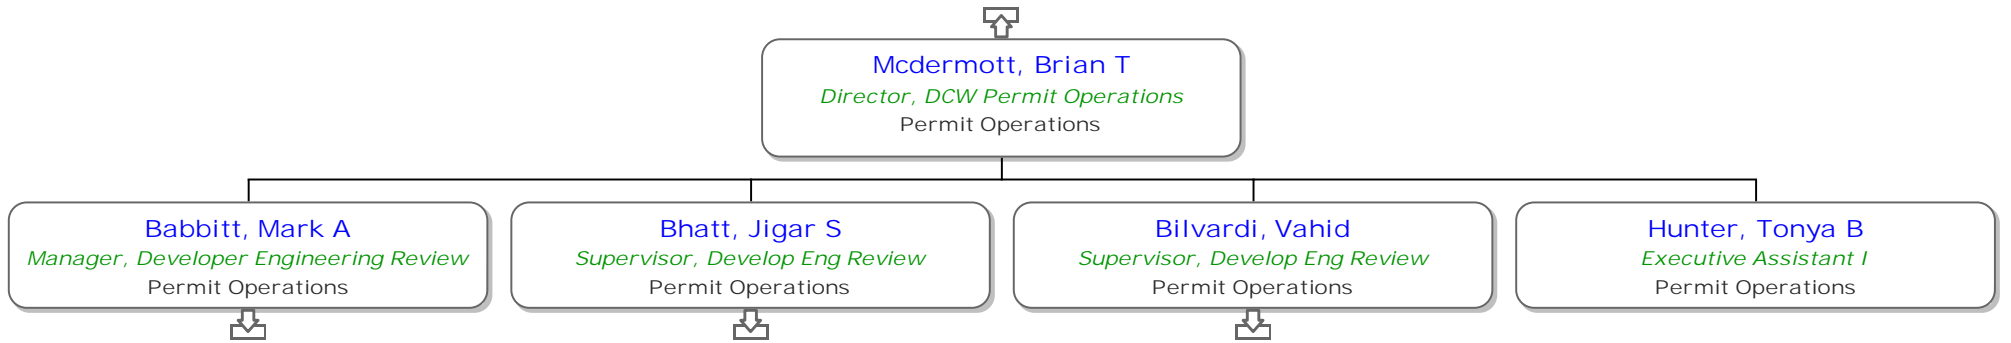 Mcdermott, Brian T
Director, DCW Permit Operations
Permit Operations
Babbitt, Mark A
Manager, Developer Engineering Review
Permit Operations
Bhatt, Jigar S
Supervisor, Develop Eng Review
Permit Operations
Bilvardi, Vahid
Supervisor, Develop Eng Review
Permit Operations
Hunter, Tonya B
Executive Assistant I
Permit Operations